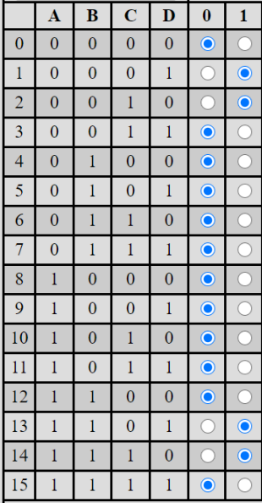 A B C D 0 1
0 0 0 0 0
1 0 0 0 1
2 0 0 1 0
3 0 0 1 1
4 0 1 0 0
5 0 1 0 1
6 0 1 1 0
7 0 1 1 1
8 1 0 0 0
9 1 0 0 1
10 1 0 1 0
11 1 0 1 1
12 1 1 0 0
13 1 1 0 1
14 1 1 1 0
15 1 1 1 1